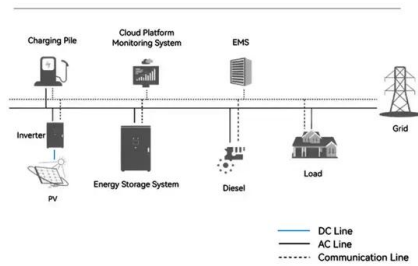 Charging Pile
Cloud Platform
Monitoring System
EMS
Grid
Inverter
PV
Energy Storage System
Diesel
Load
DC Line
AC Line
Communication Line